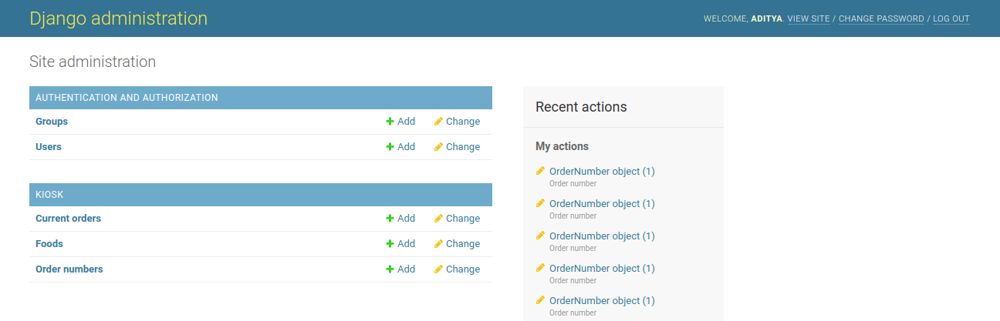 Django administration
WELCOME, ADITYA. VIEW SITE / CHANGE PASSWORD / LOG OUT
Site administration
AUTHENTICATION AND AUTHORIZATION
Groups Add Change
Users Add Change
KIOSK
Current orders Add Change
Foods Add Change
Order numbers Add Change
Recent actions
My actions
OrderNumber object (1)
Order number
OrderNumber object (1)
Order number
OrderNumber object (1)
Order number
OrderNumber object (1)
Order number
OrderNumber object (1)
Order number